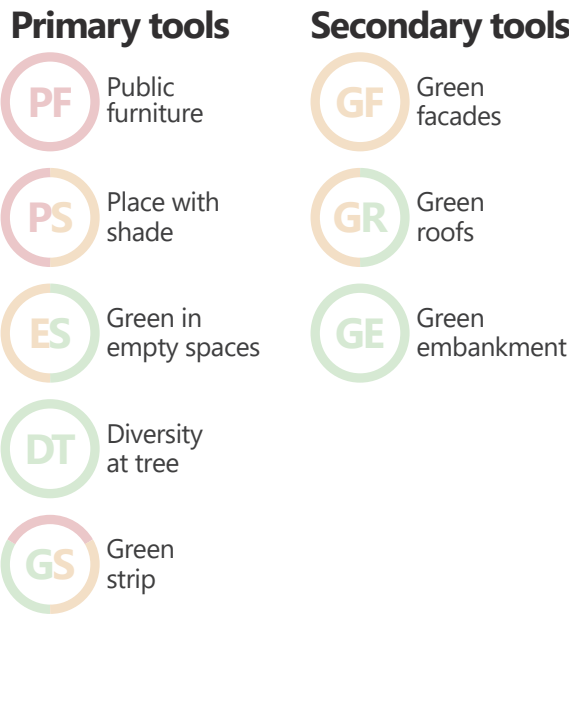 Primary tools
PF
Public
furniture
PS
Place with
shade
ES
Green in
empty spaces
DT
Diversity
at tree
GS
Green
strip
Secondary tools
GF
Green
facades
GR
Green
roofs
GE
Green
embankment